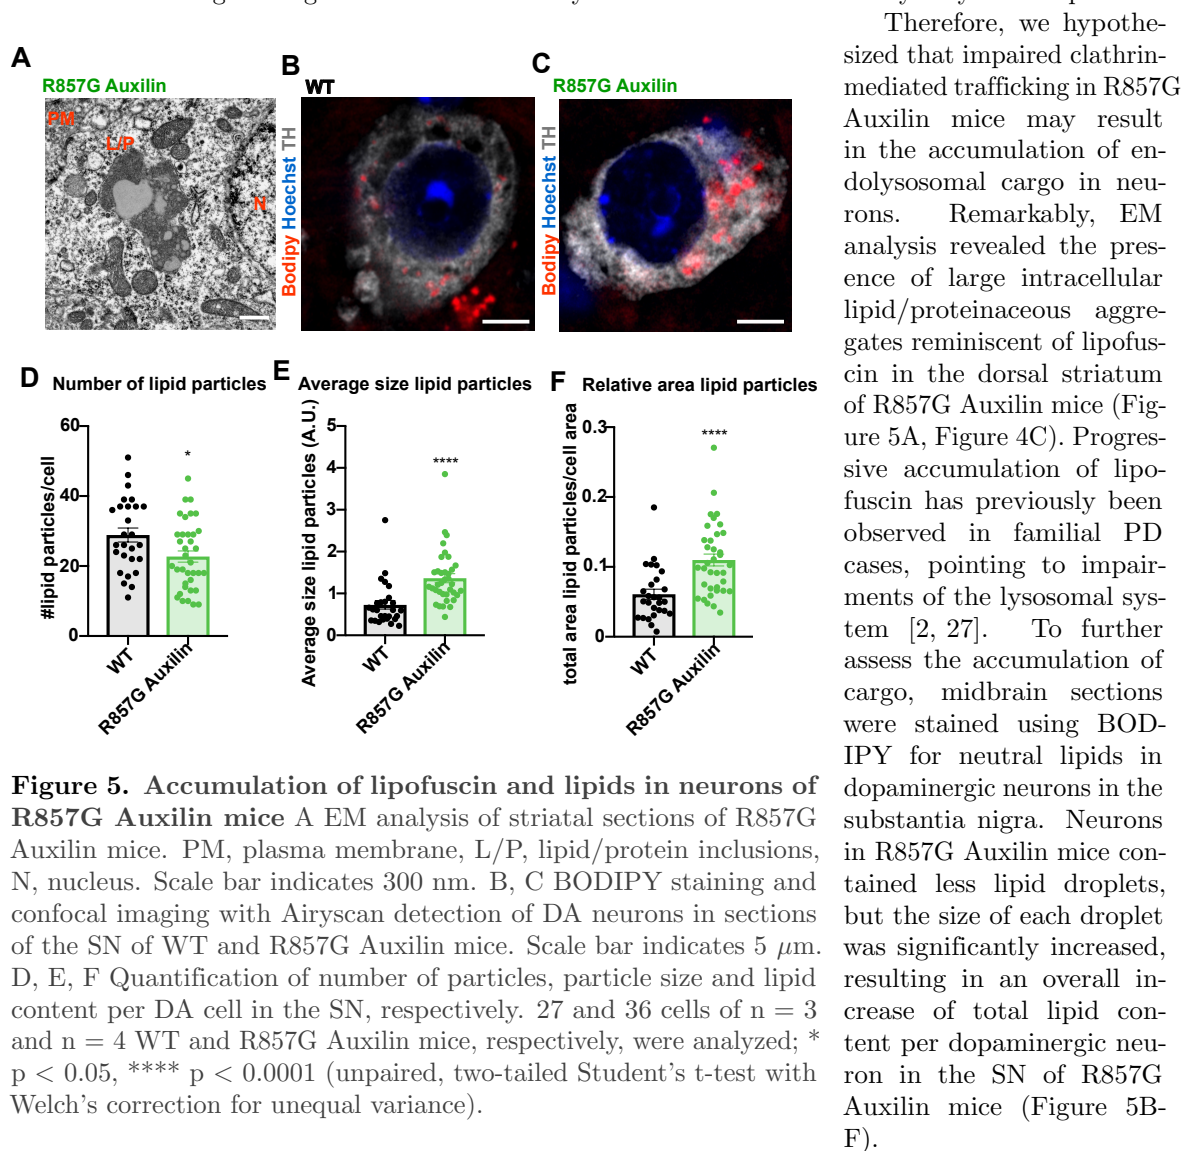 A
R857G Auxilin
PM
L/P
N
B
WT
Bodipy Hoechst TH
C
R857G Auxilin
Bodipy Hoechst TH
D Number of lipid particles
#lipid particles/cell
60
40
20
0
*
WT
R857G Auxilin
E Average size lipid particles
Average size lipid particles (A.U.)
5
4
3
2
1
0
****
WT
R857G Auxilin
F Relative area lipid particles
total area lipid particles/cell area
0.3
0.2
0.1
0
****
WT
R857G Auxilin
Figure 5. Accumulation of lipofuscin and lipids in neurons of
R857G Auxilin mice A EM analysis of striatal sections of R857G
Auxilin mice. PM, plasma membrane, L/P, lipid/protein inclusions,
N, nucleus. Scale bar indicates 300 nm. B, C BODIPY staining and
confocal imaging with Airyscan detection of DA neurons in sections
of the SN of WT and R857G Auxilin mice. Scale bar indicates 5 μm.
D, E, F Quantification of number of particles, particle size and lipid
content per DA cell in the SN, respectively. 27 and 36 cells of n = 3
and n = 4 WT and R857G Auxilin mice, respectively, were analyzed; *
p < 0.05, **** p < 0.0001 (unpaired, two-tailed Student's t-test with
Welch's correction for unequal variance).
Therefore, we hypothe-
sized that impaired clathrin-
mediated trafficking in R857G
Auxilin mice may result
in the accumulation of en-
dolysosomal cargo in neu-
rons. Remarkably, EM
analysis revealed the pres-
ence of large intracellular
lipid/proteinaceous aggre-
gates reminiscent of lipofus-
cin in the dorsal striatum
of R857G Auxilin mice (Fig-
ure 5A, Figure 4C). Progres-
sive accumulation of lipo-
fuscin has previously been
observed in familial PD
cases, pointing to impair-
ments of the lysosomal sys-
tem [2, 27]. To further
assess the accumulation of
cargo, midbrain sections
were stained using BOD-
IPY for neutral lipids in
dopaminergic neurons in the
substantia nigra. Neurons
in R857G Auxilin mice con-
tained less lipid droplets,
but the size of each droplet
was significantly increased,
resulting in an overall in-
crease of total lipid con-
tent per dopaminergic neu-
ron in the SN of R857G
Auxilin mice (Figure 5B-
F).